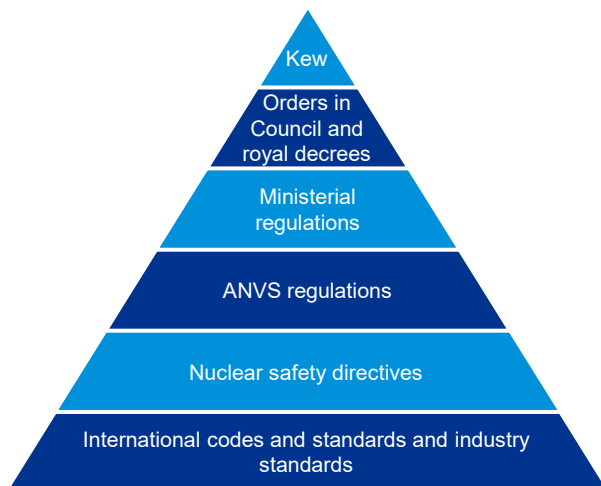 Kew
Orders in
Council and
royal decrees
Ministerial
regulations
ANVS regulations
Nuclear safety directives
International codes and standards and industry
standards